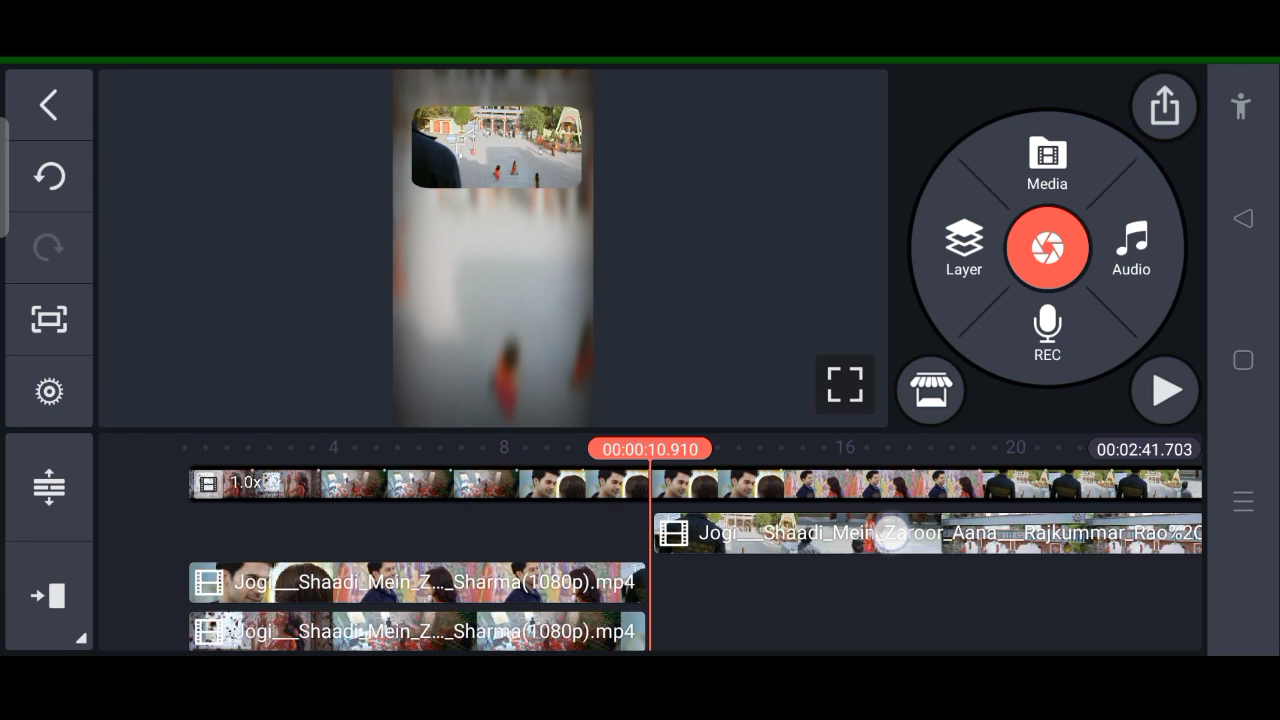 Media
Layer
Audio
REC
4
8
00:00:10.910
16
20
00:02:41.703
1.0x
Jogi___Shaadi_Mein_Zaroor_Aana___Rajkummar_Rao%2C
Jogi___Shaadi_Mein_Z..._Sharma(1080p).mp4
Jogi___Shaadi_Mein_Z..._Sharma(1080p).mp4